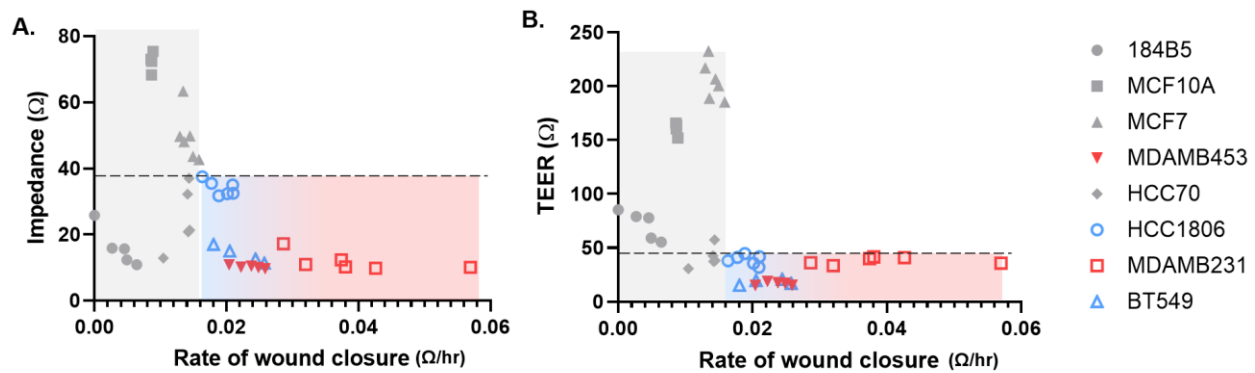 A.
Impedance (Ω)
80
60
40
20
0
0.00
0.02
0.04
0.06
Rate of wound closure (Ω/hr)
B.
TEER (Ω)
250
200
150
100
50
0
0.00
0.02
0.04
0.06
Rate of wound closure (Ω/hr)
184B5
MCF10A
MCF7
MDAMB453
HCC70
HCC1806
MDAMB231
BT549